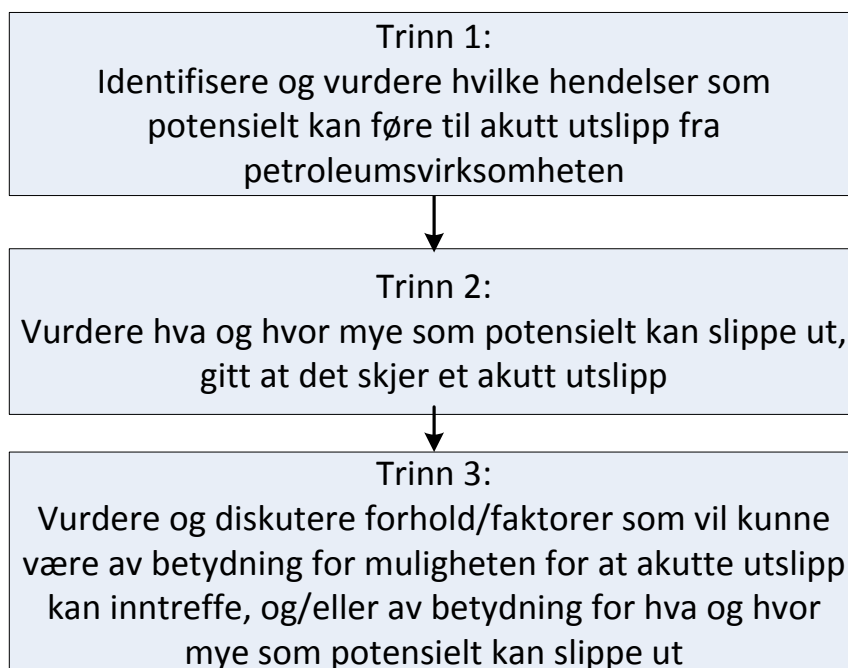 Trinn 1:
Identifisere og vurdere hvilke hendelser som
potensielt kan føre til akutt utslipp fra
petroleumsvirksomheten
Trinn 2:
Vurdere hva og hvor mye som potensielt kan slippe ut,
gitt at det skjer et akutt utslipp
Trinn 3:
Vurdere og diskutere forhold/faktorer som vil kunne
være av betydning for muligheten for at akutte utslipp
kan inntreffe, og/eller av betydning for hva og hvor
mye som potensielt kan slippe ut